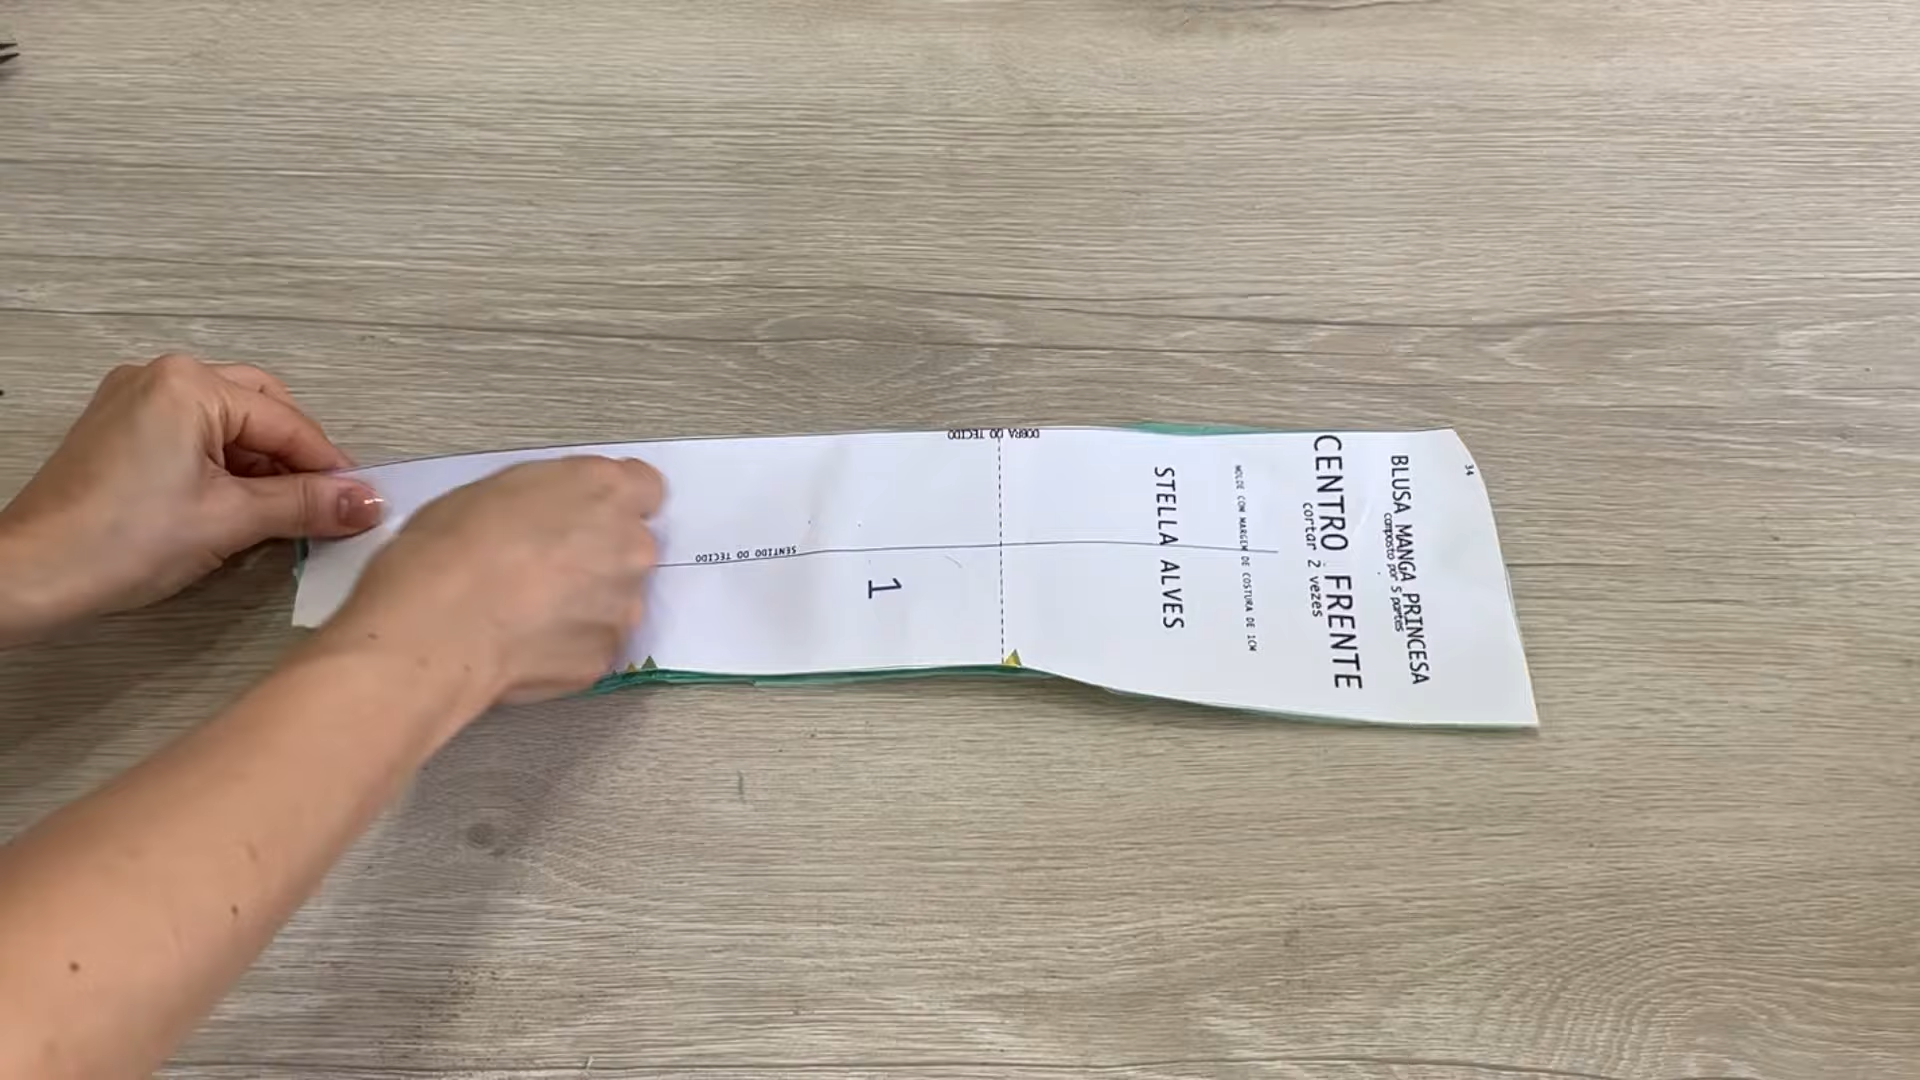 34
BLUSA MANGA PRINCESA
composto por 5 partes
CENTRO FRENTE
cortar 2 vezes
MOLDE COM MARGEM DE COSTURA DE 1CM
STELLA ALVES
DOBRA DO TECIDO
1
SENTIDO DO TECIDO